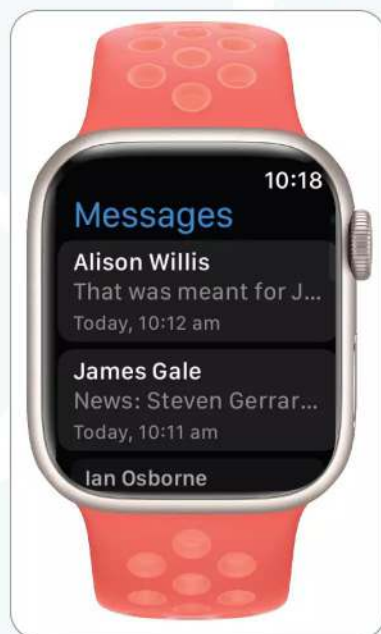 10:18
Messages
Alison Willis
That was meant for J...
Today, 10:12 am
James Gale
News: Steven Gerrar...
Today, 10:11 am
Ian Osborne